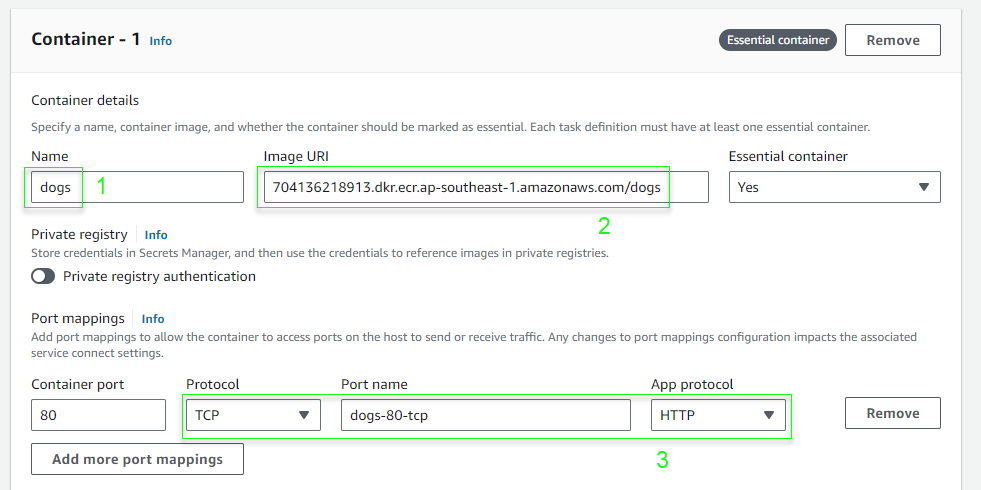 Container - 1 Info Essential container Remove
Container details
Specify a name, container image, and whether the container should be marked as essential. Each task definition must have at least one essential container.
Name Image URI Essential container
dogs 1 704136218913.dkr.ecr.ap-southeast-1.amazonaws.com/dogs Yes
2
Private registry Info
Store credentials in Secrets Manager, and then use the credentials to reference images in private registries.
Private registry authentication
Port mappings Info
Add port mappings to allow the container to access ports on the host to send or receive traffic. Any changes to port mappings configuration impacts the associated
service connect settings.
Container port Protocol Port name App protocol
80 TCP dogs-80-tcp HTTP Remove
Add more port mappings 3